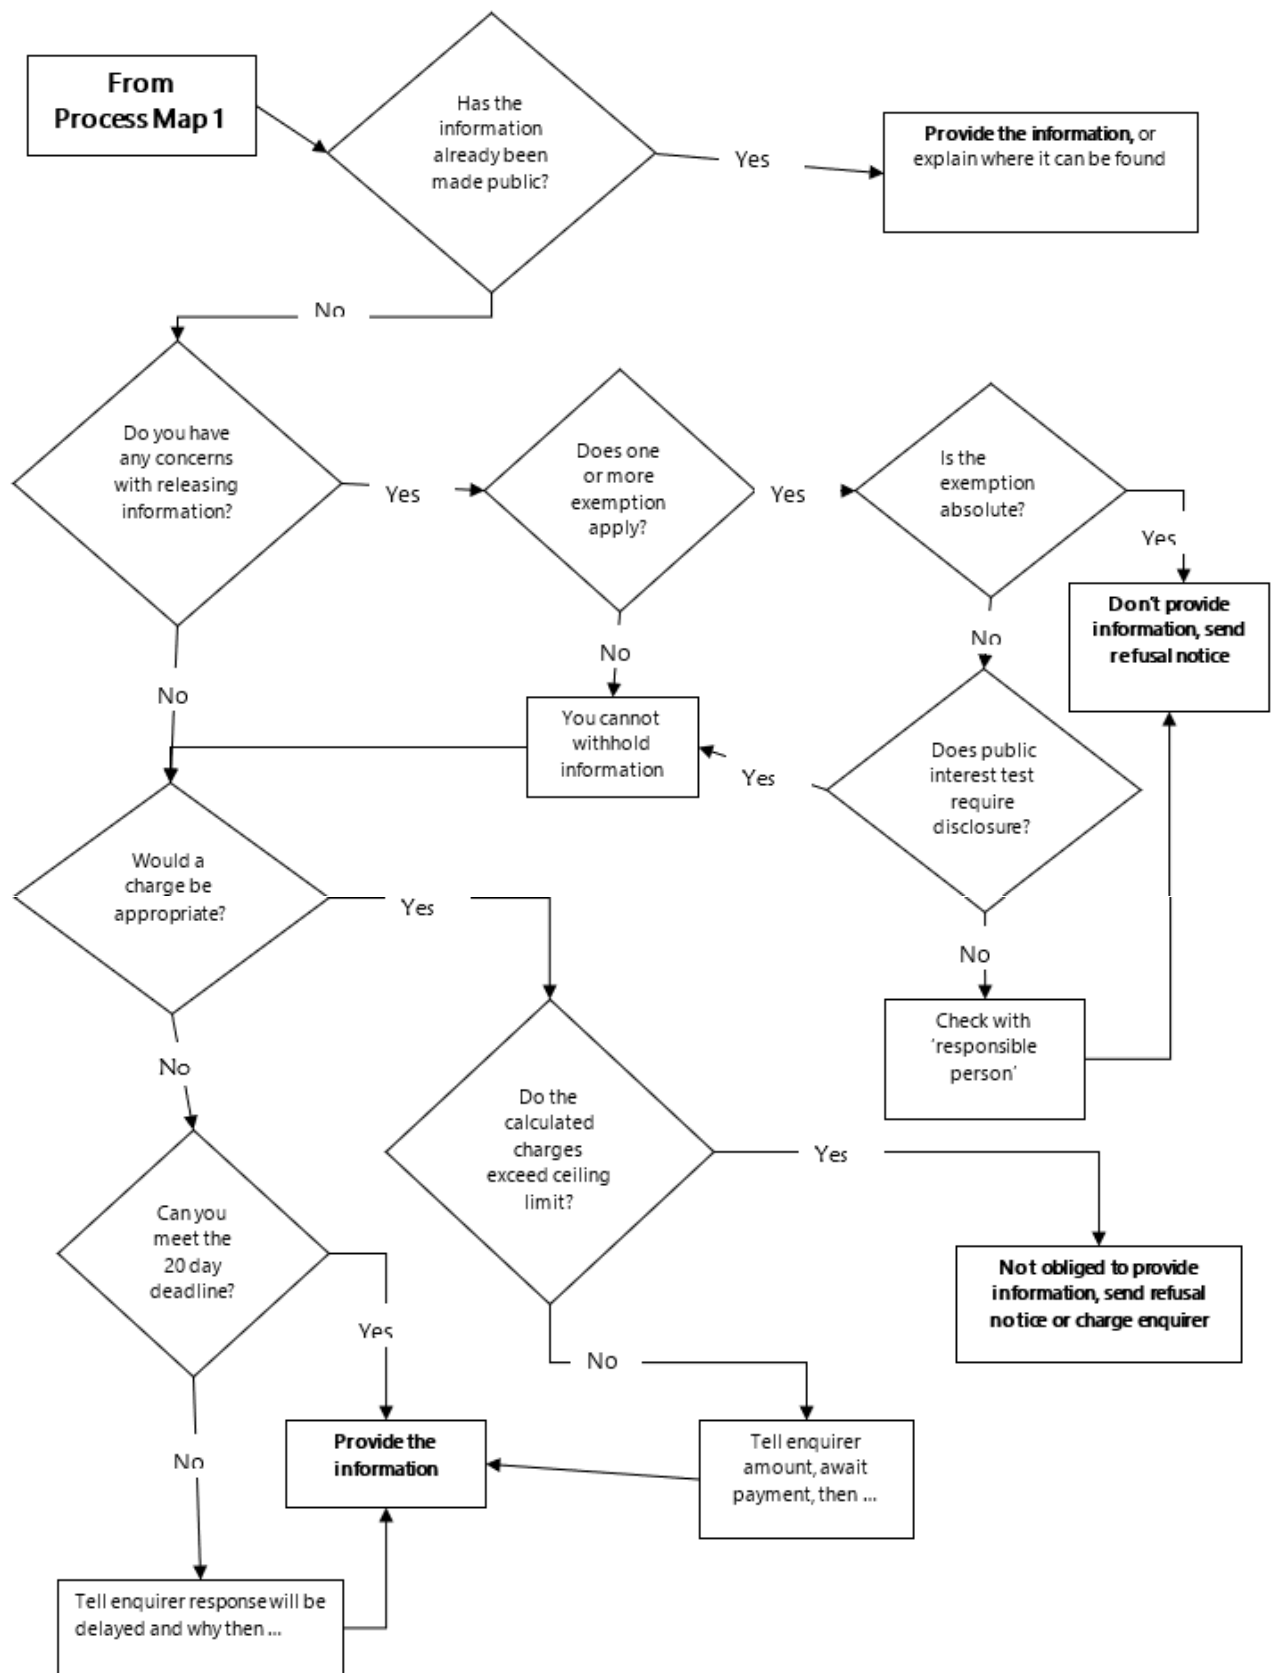 From
Process Map 1
Has the
information
already been
made public?
Yes
Provide the information, or
explain where it can be found
No
Do you have
any concerns
with releasing
information?
Yes
Does one
or more
exemption
apply?
Yes
Is the
exemption
absolute?
Yes
Don't provide
information, send
refusal notice
No
No
No
You cannot
withhold
information
Yes
Does public
interest test
require
disclosure?
Would a
charge be
appropriate?
Yes
No
Check with
'responsible
person'
No
Do the
calculated
charges
exceed ceiling
limit?
Yes
Can you
meet the
20 day
deadline?
Not obliged to provide
information, send refusal
notice or charge enquirer
Yes
No
No
Provide the
information
Tell enquirer
amount, await
payment, then ...
Tell enquirer response will be
delayed and why then ...